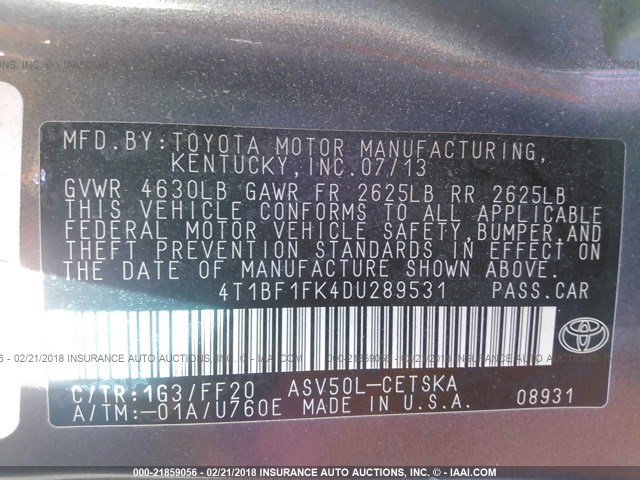 MFD. BY: TOYOTA MOTOR MANUFACTURING,
KENTUCKY, INC. 07/13
GVWR 4630LB GAWR FR 2625LB RR 2625LB
THIS VEHICLE CONFORMS TO ALL APPLICABLE
FEDERAL MOTOR VEHICLE SAFETY, BUMPER, AND
THEFT PREVENTION STANDARDS IN EFFECT ON
THE DATE OF MANUFACTURE SHOWN ABOVE.
4T1BF1FK4DU289531 PASS. CAR
C/TR: 1G3/FF20 ASV50L-CETSKA
A/TM: -01A/U760E MADE IN U.S.A. 08931
000-21859056 - 02/21/2018 INSURANCE AUTO AUCTIONS, INC. - © - IAAI.COM